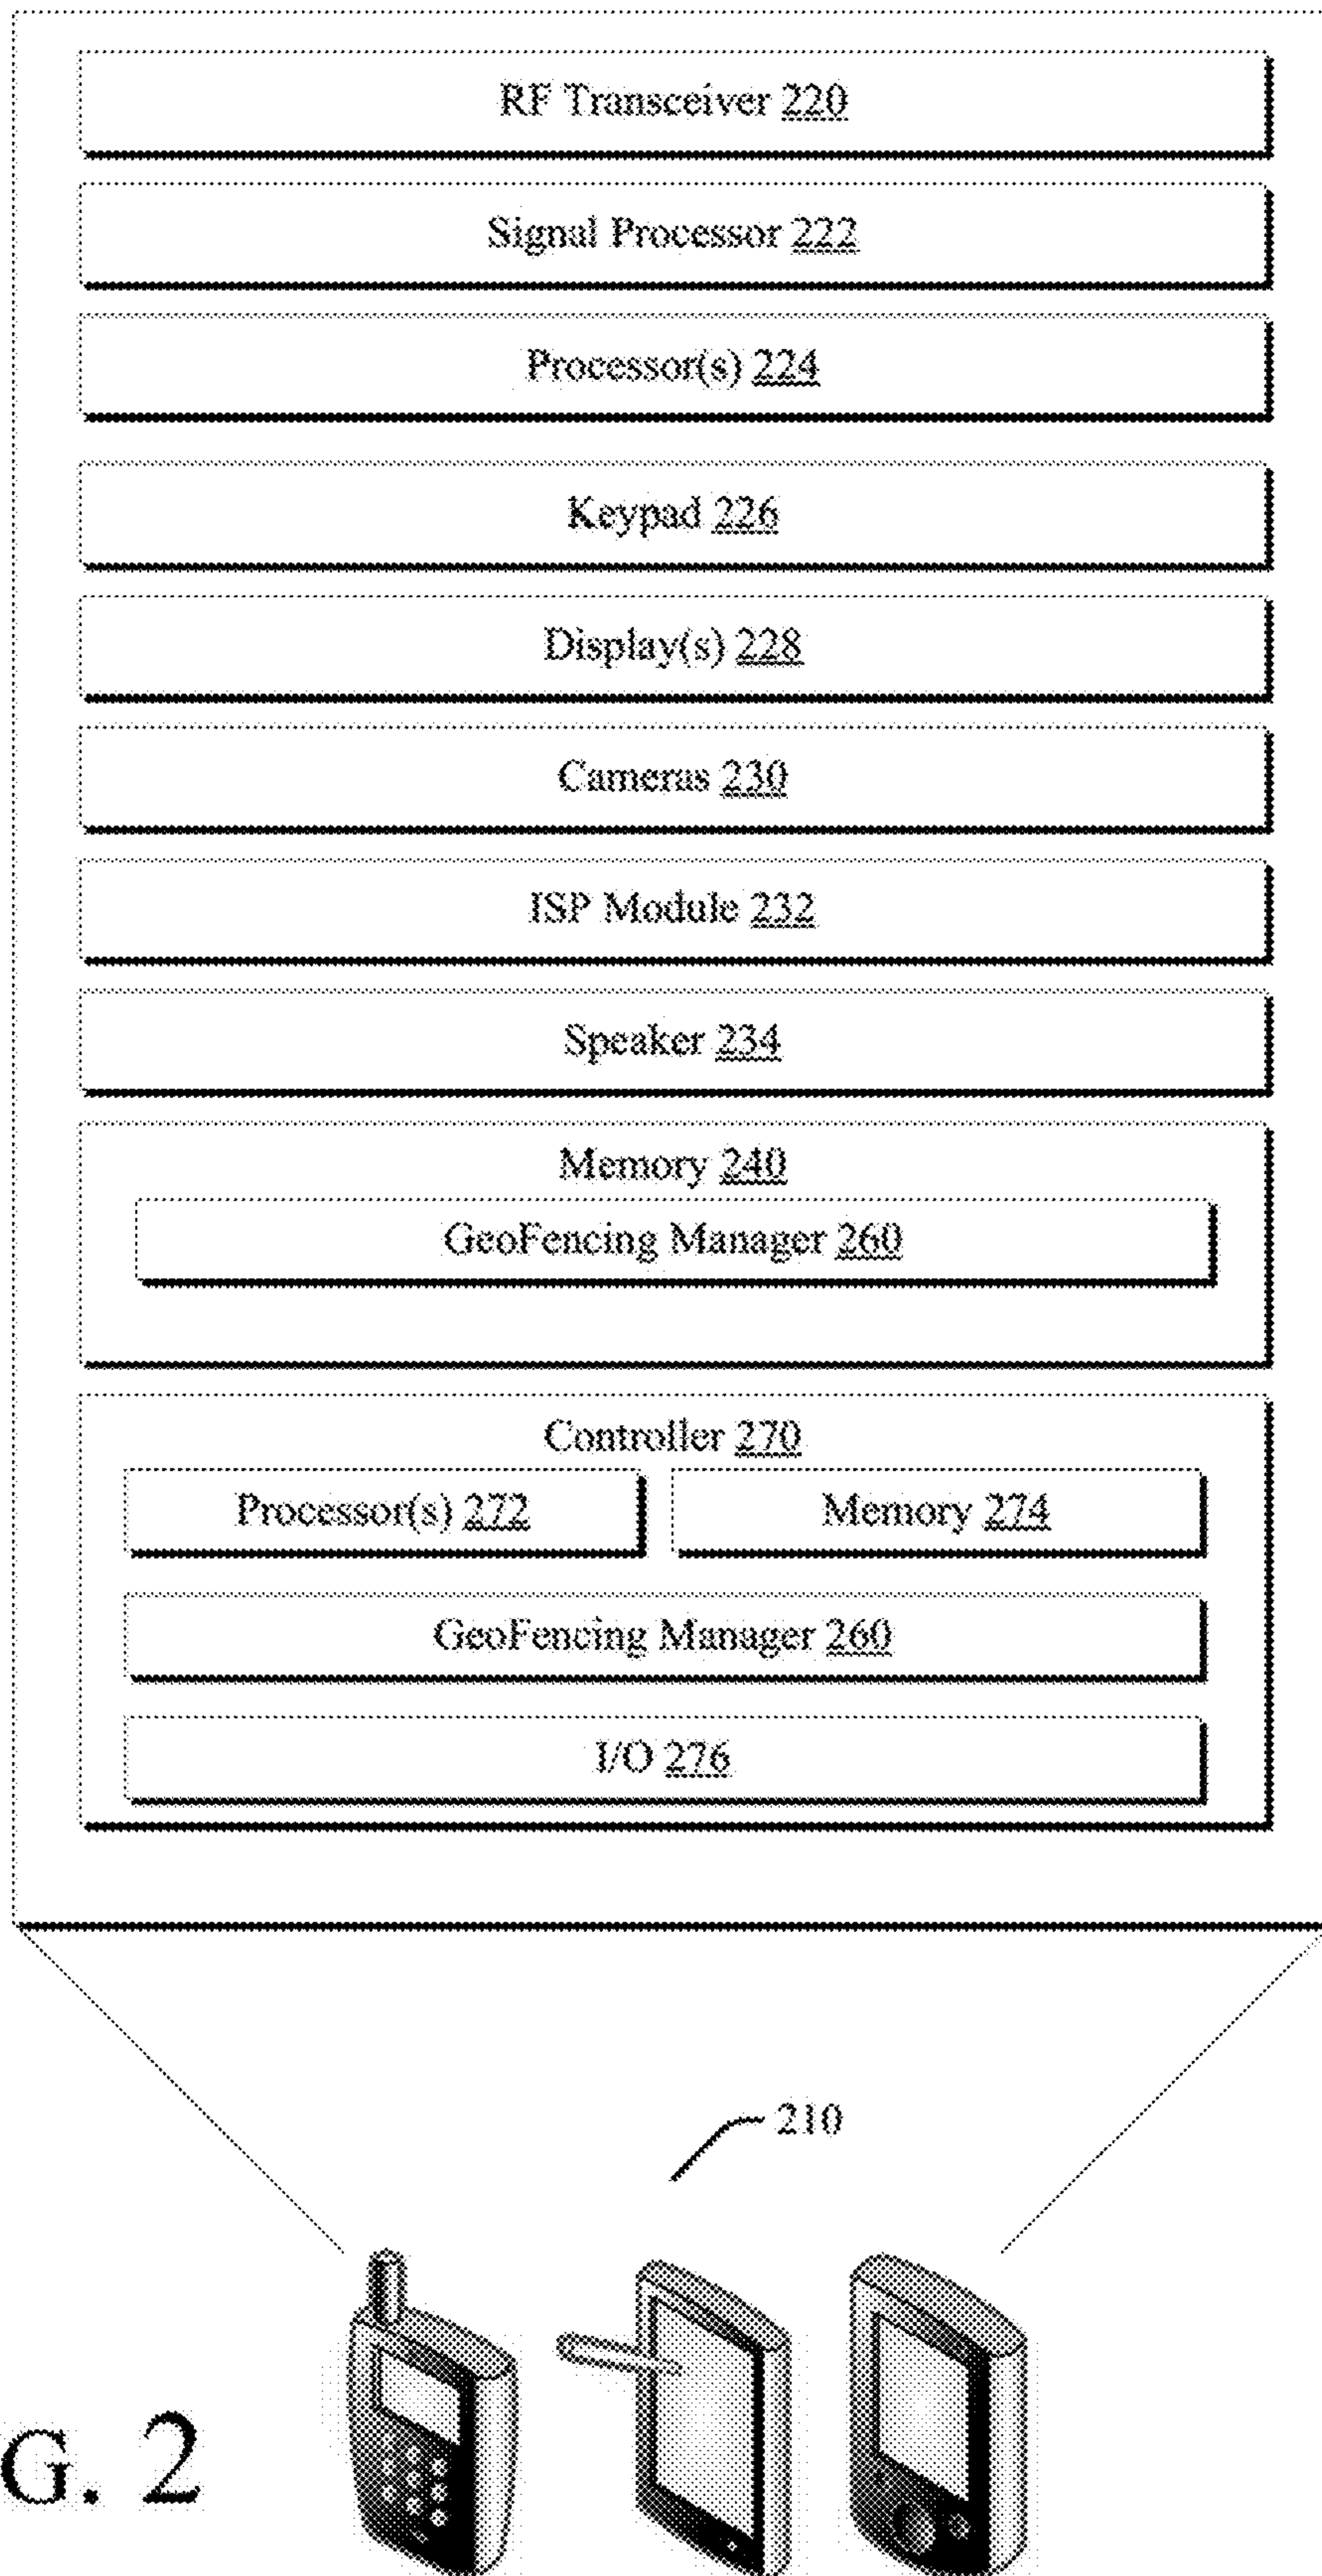 RF Transceiver 220
Signal Processor 222
Processor(s) 224
Keypad 226
Display(s) 228
Cameras 230
ISP Module 232
Speaker 234
Memory 240
GeoFencing Manager 260
Controller 270
Processor(s) 272 Memory 274
GeoFencing Manager 260
I/O 276
210
G. 2